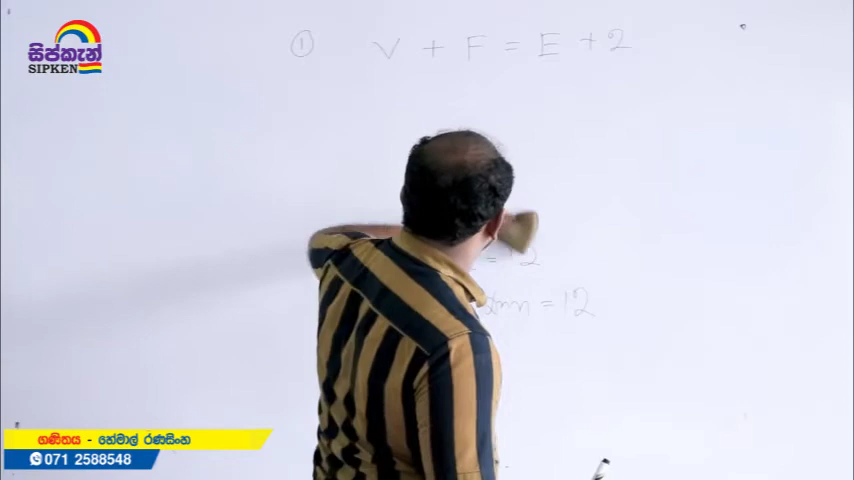 සිප්කැන්
SIPKEN
① V + F = E + 2
= 12
= 12
ගණිතය - හේමාල් රණසිංහ
071 2588548